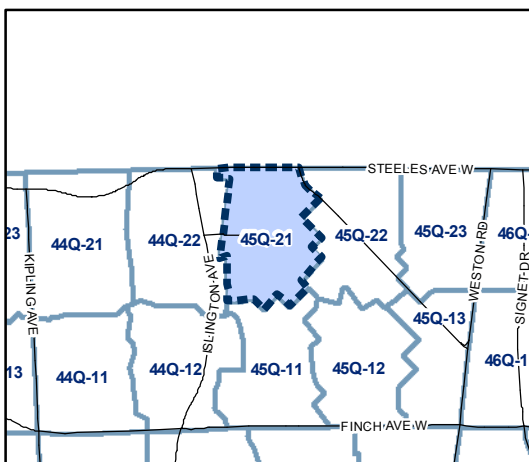 STEELES AVE W
23
44Q-21
44Q-22
45Q-21
45Q-22
45Q-23
46Q-
KIPLING AVE
ISLINGTON AVE
WESTON RD
SIGNET DR
45Q-13
13
44Q-11
44Q-12
45Q-11
45Q-12
46Q-1
FINCH AVE W